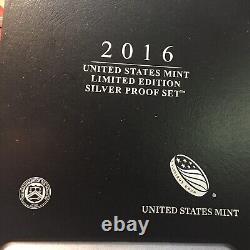 2016
UNITED STATES MINT
LIMITED EDITION
SILVER PROOF SET™
UNITED STATES MINT